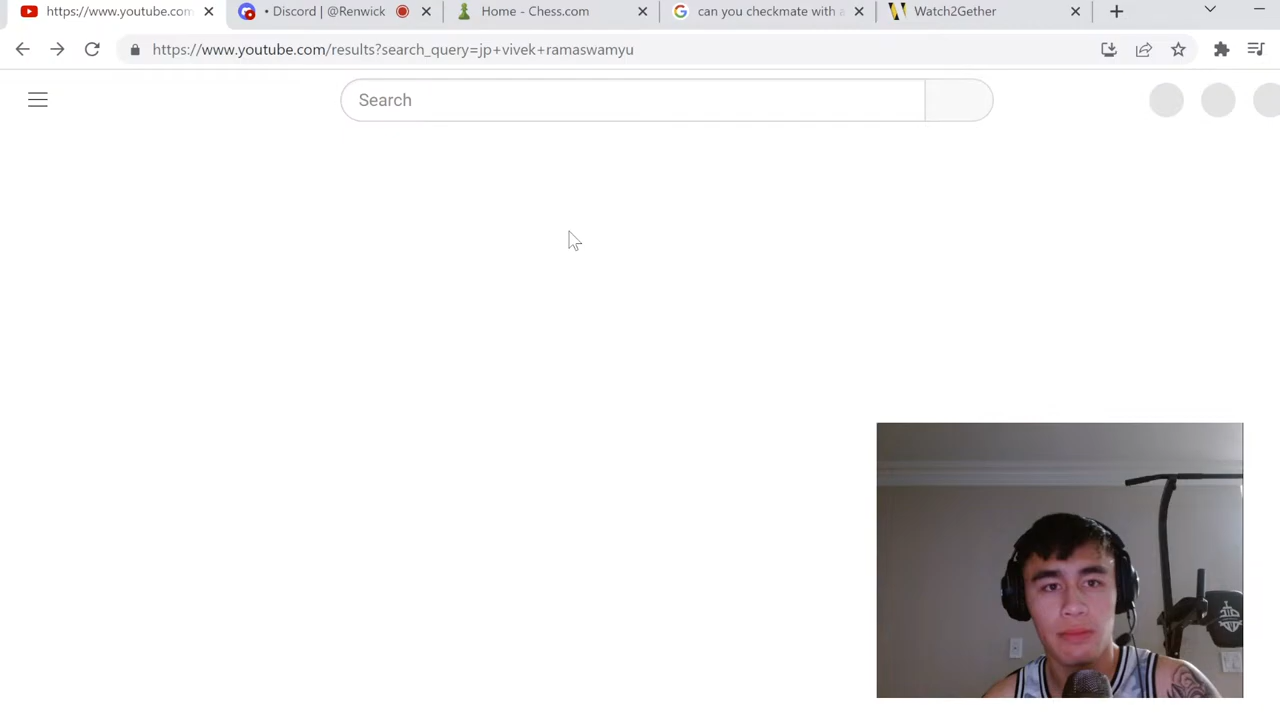 https://www.youtube.com
• Discord | @Renwick
Home - Chess.com
can you checkmate with a
Watch2Gether
https://www.youtube.com/results?search_query=jp+vivek+ramaswamyu
Search